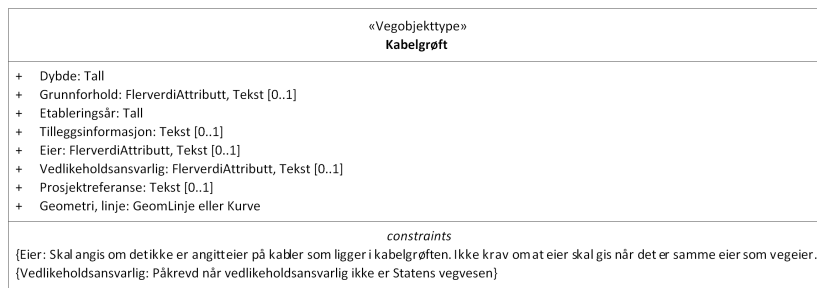 «Vegobjekttype»
Kabelgrøft
+ Dybde: Tall
+ Grunnforhold: FlerverdiAttributt, Tekst [0..1]
+ Etableringsår: Tall
+ Tilleggsinformasjon: Tekst [0..1]
+ Eier: FlerverdiAttributt, Tekst [0..1]
+ Vedlikeholdsansvarlig: FlerverdiAttributt, Tekst [0..1]
+ Prosjektreferanse: Tekst [0..1]
+ Geometri, linje: GeomLinje eller Kurve
constraints
{Eier: Skal angis om det ikke er angitt eier på kabler som ligger i kabelgrøften. Ikke krav om at eier skal gis når det er samme eier som vegeier.
{Vedlikeholdsansvarlig: Påkrevd når vedlikeholdsansvarlig ikke er Statens vegvesen}